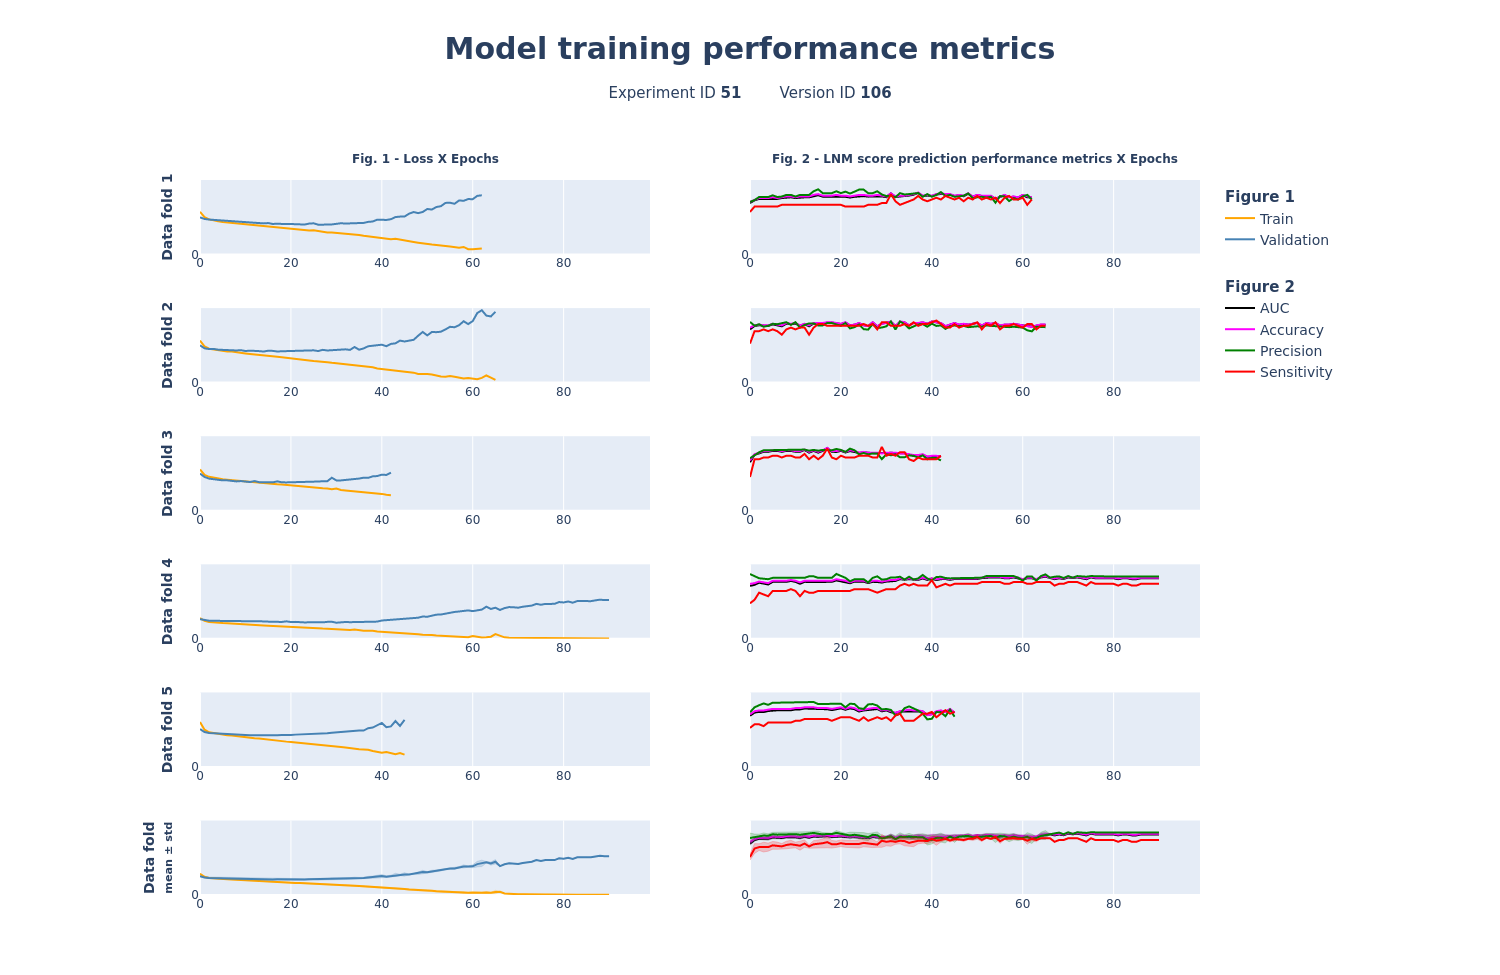 Model training performance metrics
Experiment ID 51 Version ID 106
Fig. 1 - Loss X Epochs
Fig. 2 - LNM score prediction performance metrics X Epochs
Data fold 1
0
0 20 40 60 80
0
0 20 40 60 80
Figure 1
Train
Validation
Figure 2
AUC
Accuracy
Precision
Sensitivity
Data fold 2
0
0 20 40 60 80
0
0 20 40 60 80
Data fold 3
0
0 20 40 60 80
0
0 20 40 60 80
Data fold 4
0
0 20 40 60 80
0
0 20 40 60 80
Data fold 5
0
0 20 40 60 80
0
0 20 40 60 80
Data fold
mean ± std
0
0 20 40 60 80
0
0 20 40 60 80